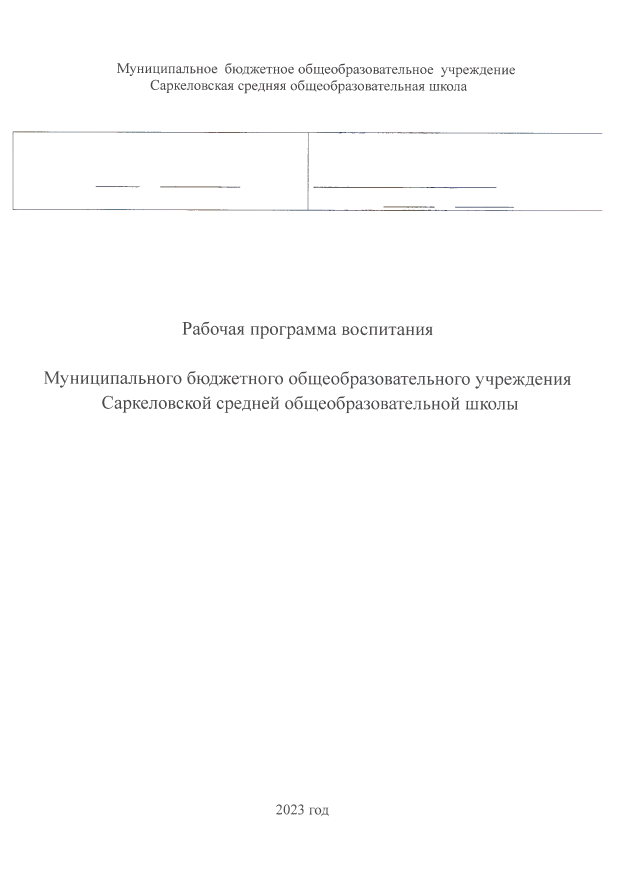 Муниципальное бюджетное общеобразовательное учреждение
Саркеловская средняя общеобразовательная школа
Рабочая программа воспитания
Муниципального бюджетного общеобразовательного учреждения
Саркеловской средней общеобразовательной школы
2023 год